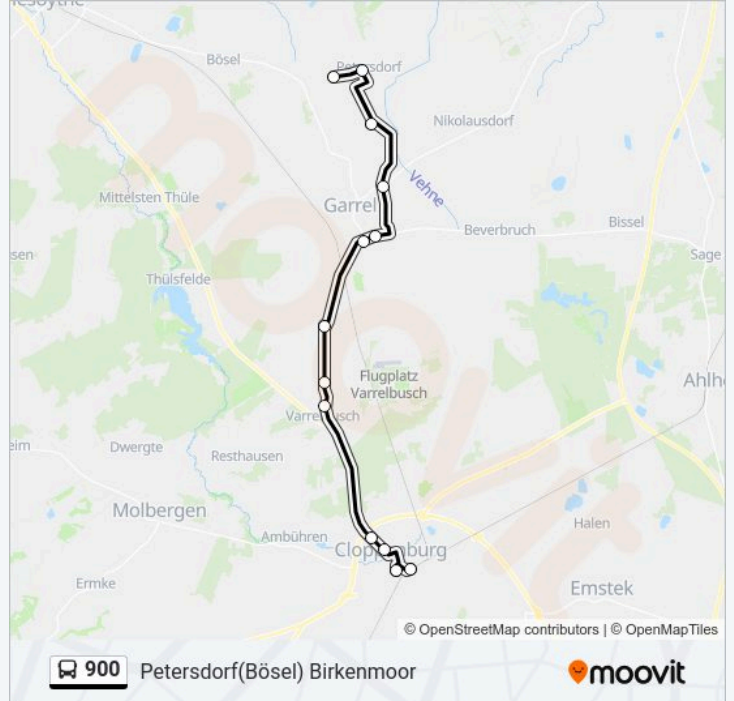 Bösel
Petersdorf
Nikolausdorf
Mittelsten Thüle
Vehne
Garrel
Bissel
Beverbruch
Sage
Thülsfelde
Flugplatz
Varrelbusch
Varrelbusch
Dwergte
Resthausen
Molbergen
Halen
Ambühren
Cloppenburg
Ermke
Emstek
© OpenStreetMap contributors | © OpenMapTiles
900 Petersdorf(Bösel) Birkenmoor
moovit